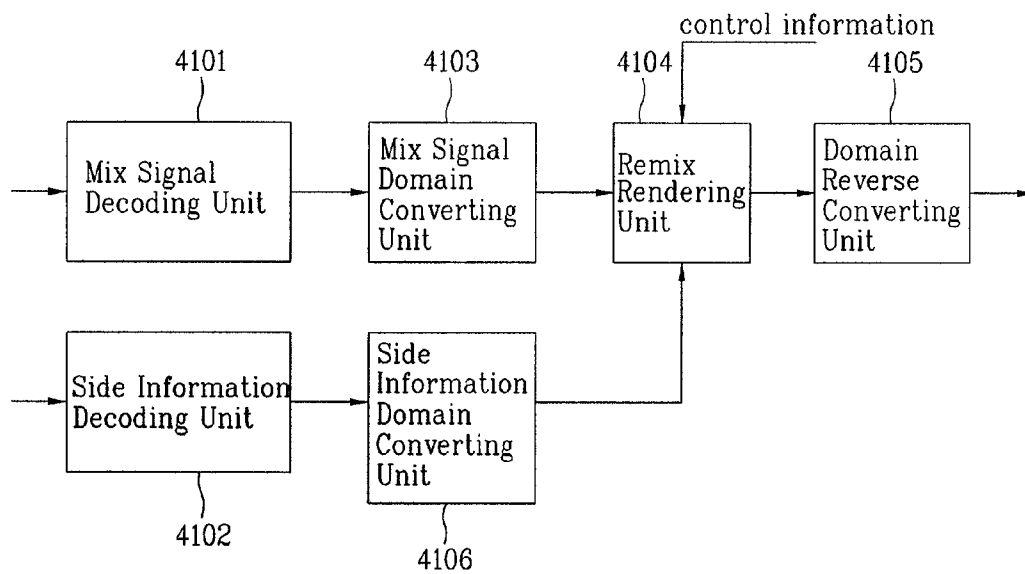 control information
4101
4103
4104
4105
Mix Signal
Decoding Unit
Mix Signal
Domain
Converting
Unit
Remix
Rendering
Unit
Domain
Reverse
Converting
Unit
Side Information
Decoding Unit
Side
Information
Domain
Converting
Unit
4102
4106